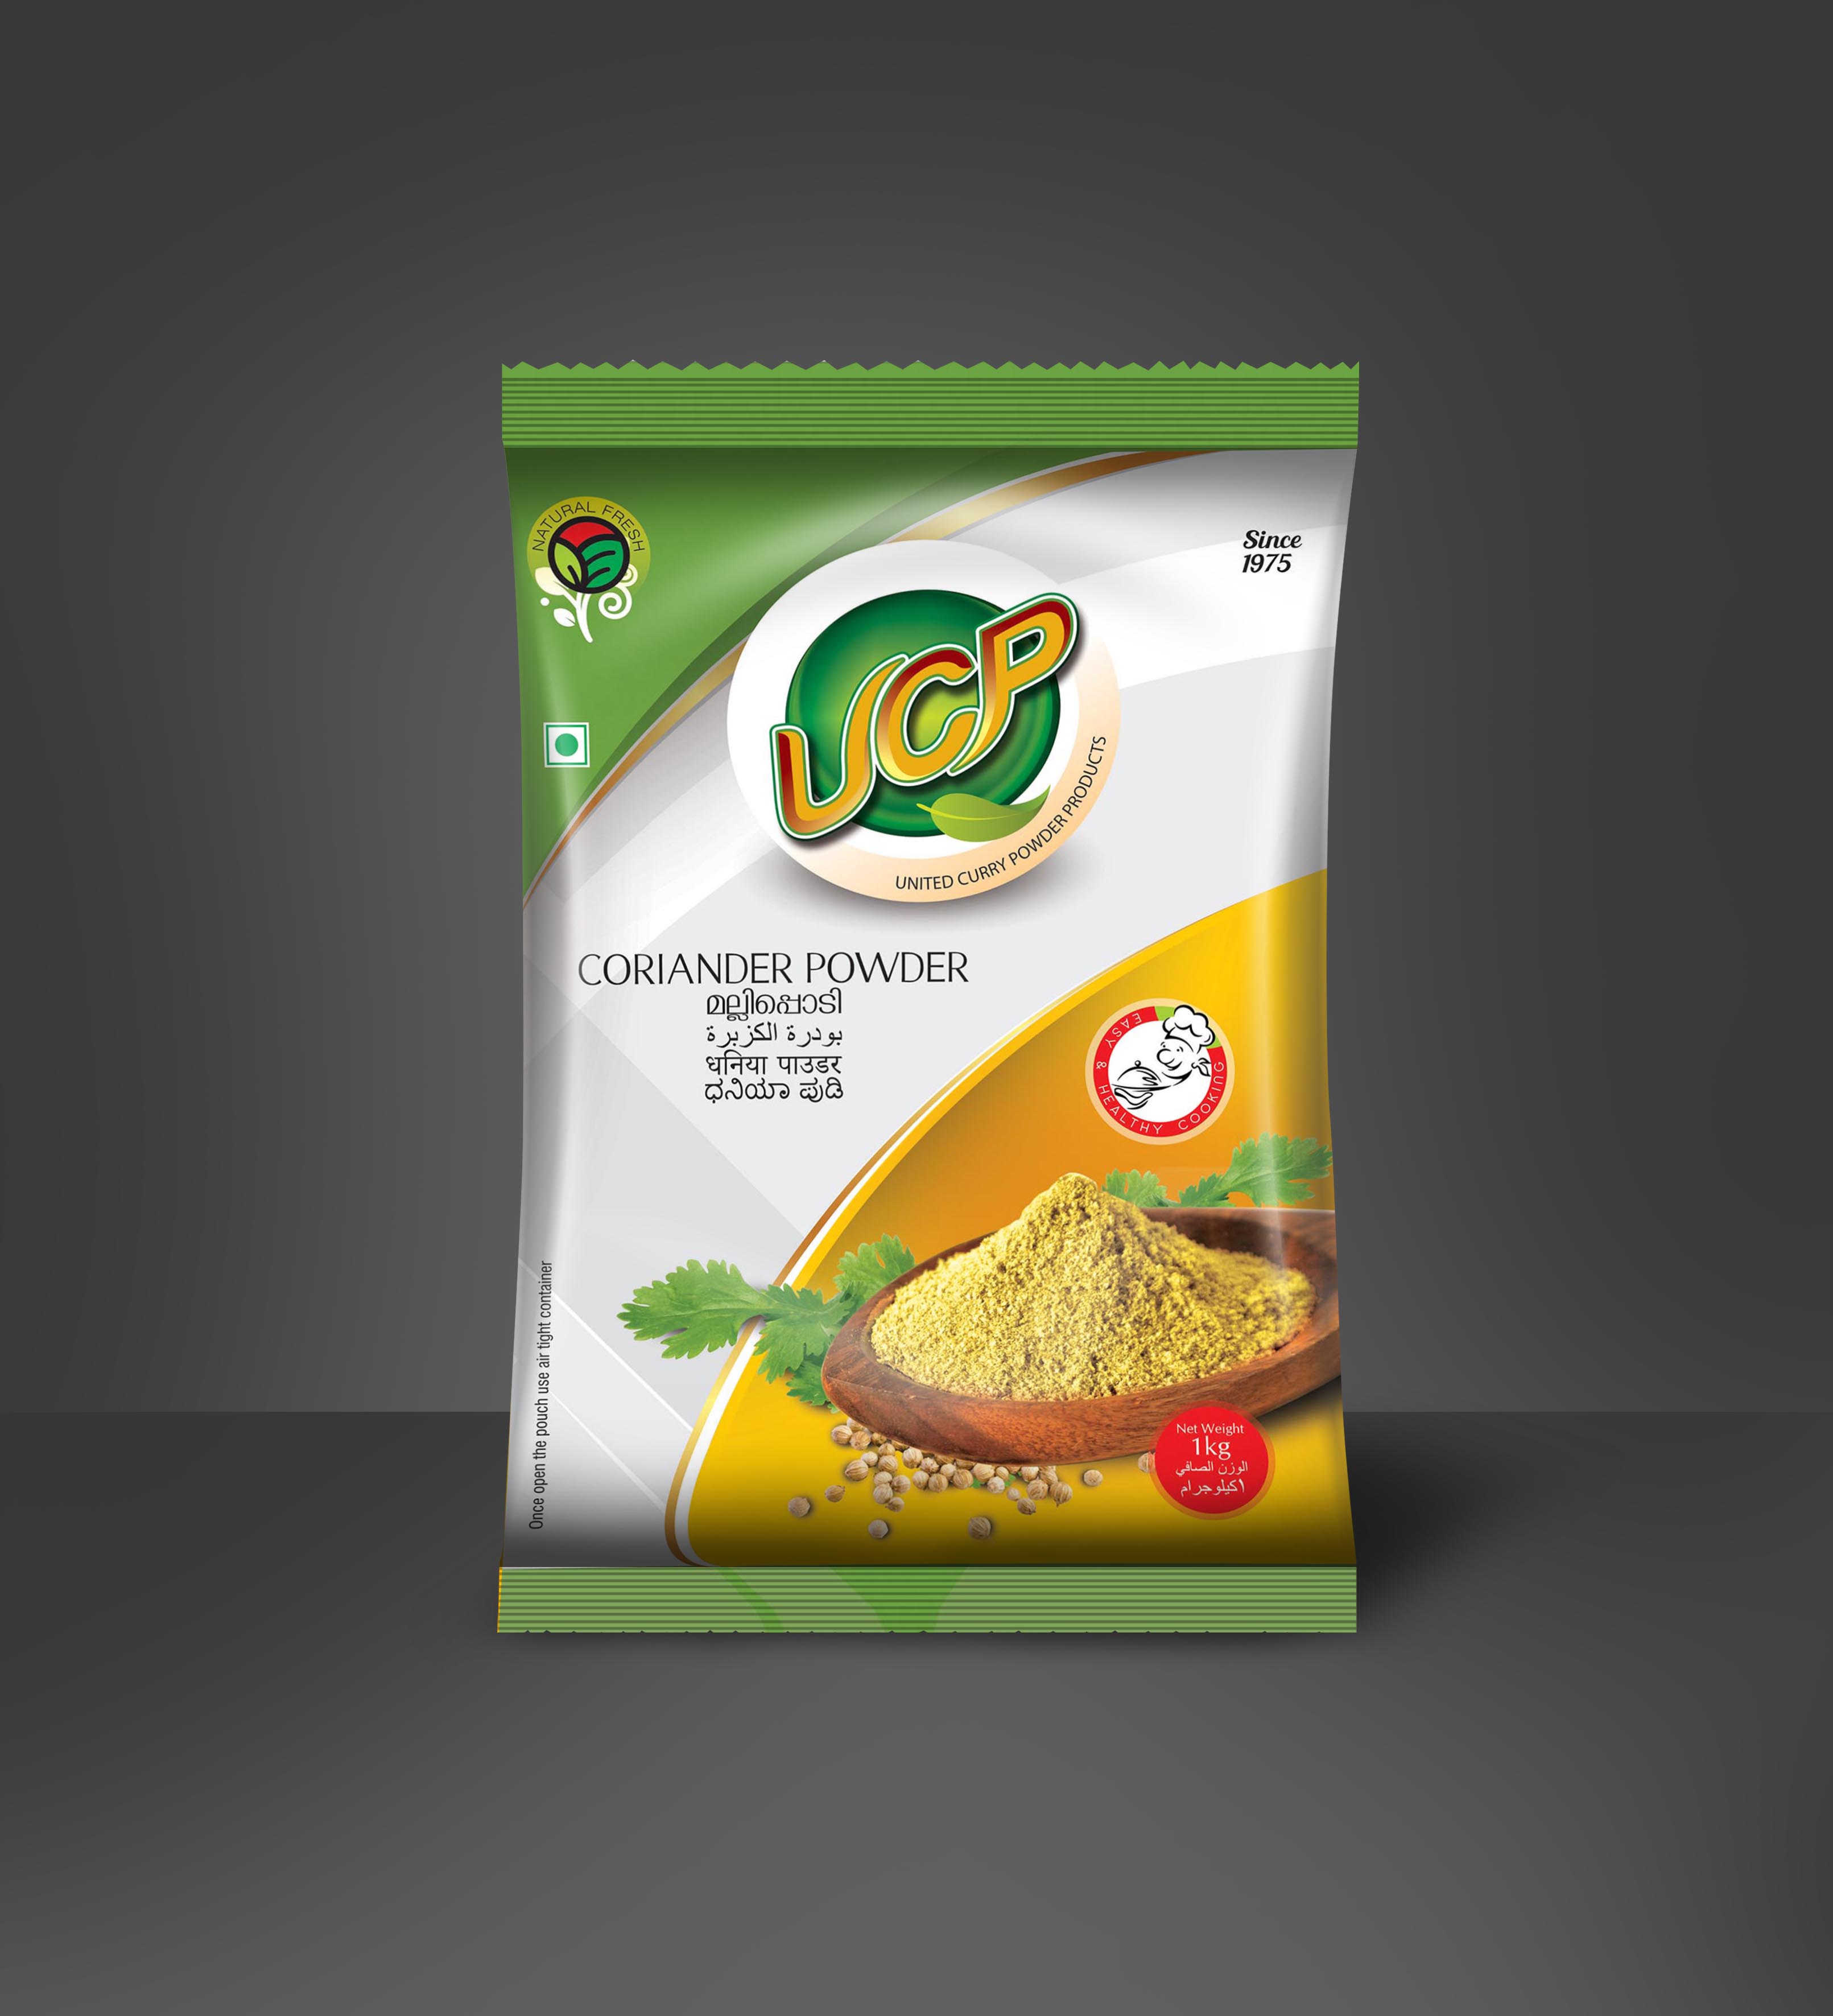 NATURAL FRESH
Since
1975
UCP
UNITED CURRY POWDER PRODUCTS
CORIANDER POWDER
മല്ലിപ്പൊടി
بودرة الكزبرة
धनिया पाउडर
ಧನಿಯಾ ಪುಡಿ
EASY & HEALTHY COOKING
Once open the pouch use air tight container
Net Weight
1kg
الوزن الصافي
١كيلوجرام